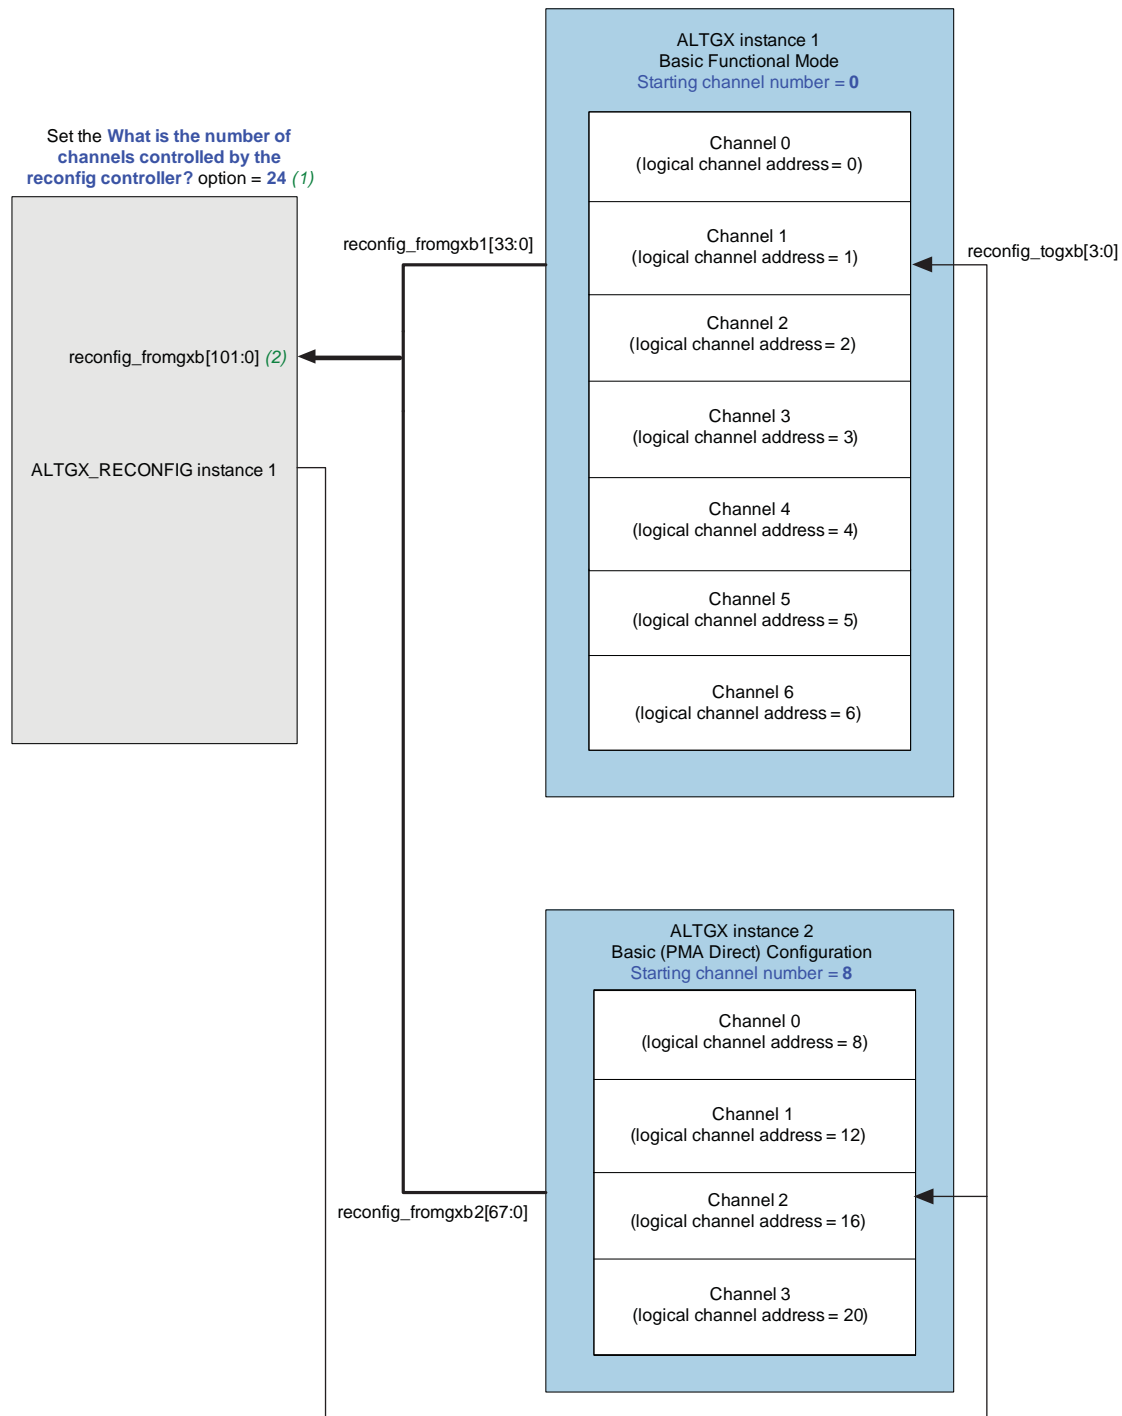 ALTGX instance 1
Basic Functional Mode
Starting channel number = 0
Set the What is the number of
channels controlled by the
reconfig controller? option = 24 (1)
Channel 0
(logical channel address = 0)
reconfig_fromgxb1[33:0]
Channel 1
(logical channel address = 1)
reconfig_togxb[3:0]
Channel 2
(logical channel address = 2)
reconfig_fromgxb[101:0] (2)
Channel 3
(logical channel address = 3)
ALTGX_RECONFIG instance 1
Channel 4
(logical channel address = 4)
Channel 5
(logical channel address = 5)
Channel 6
(logical channel address = 6)
ALTGX instance 2
Basic (PMA Direct) Configuration
Starting channel number = 8
Channel 0
(logical channel address = 8)
Channel 1
(logical channel address = 12)
Channel 2
(logical channel address = 16)
reconfig_fromgxb2[67:0]
Channel 3
(logical channel address = 20)